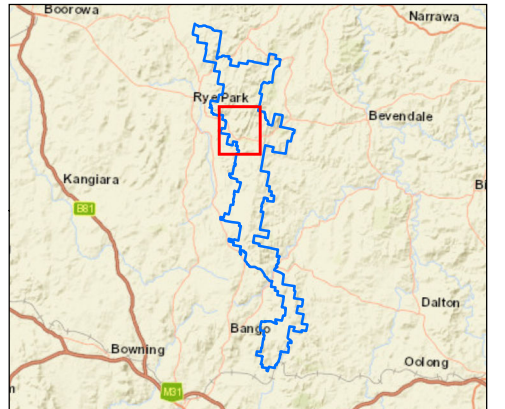 Boorowa
Narrawa
Rye Park
Bevendale
Kangiara
Bi
B81
Dalton
Bango
Bowning
Oolong
M31
m